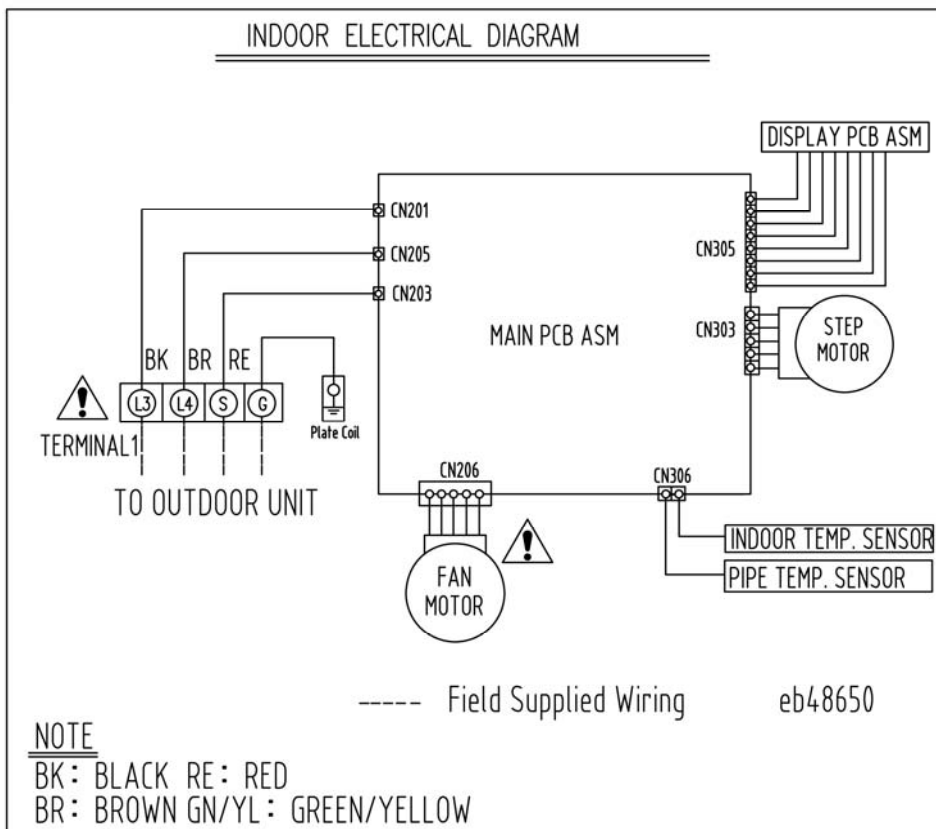 INDOOR ELECTRICAL DIAGRAM
DISPLAY PCB ASM
CN201
CN205
CN203
CN305
CN303
MAIN PCB ASM
STEP
MOTOR
BK BR RE
L3 L4 S G
Plate Coil
TERMINAL1
TO OUTDOOR UNIT
CN206
CN306
FAN
MOTOR
INDOOR TEMP. SENSOR
PIPE TEMP. SENSOR
----- Field Supplied Wiring eb48650
NOTE
BK: BLACK RE: RED
BR: BROWN GN/YL: GREEN/YELLOW